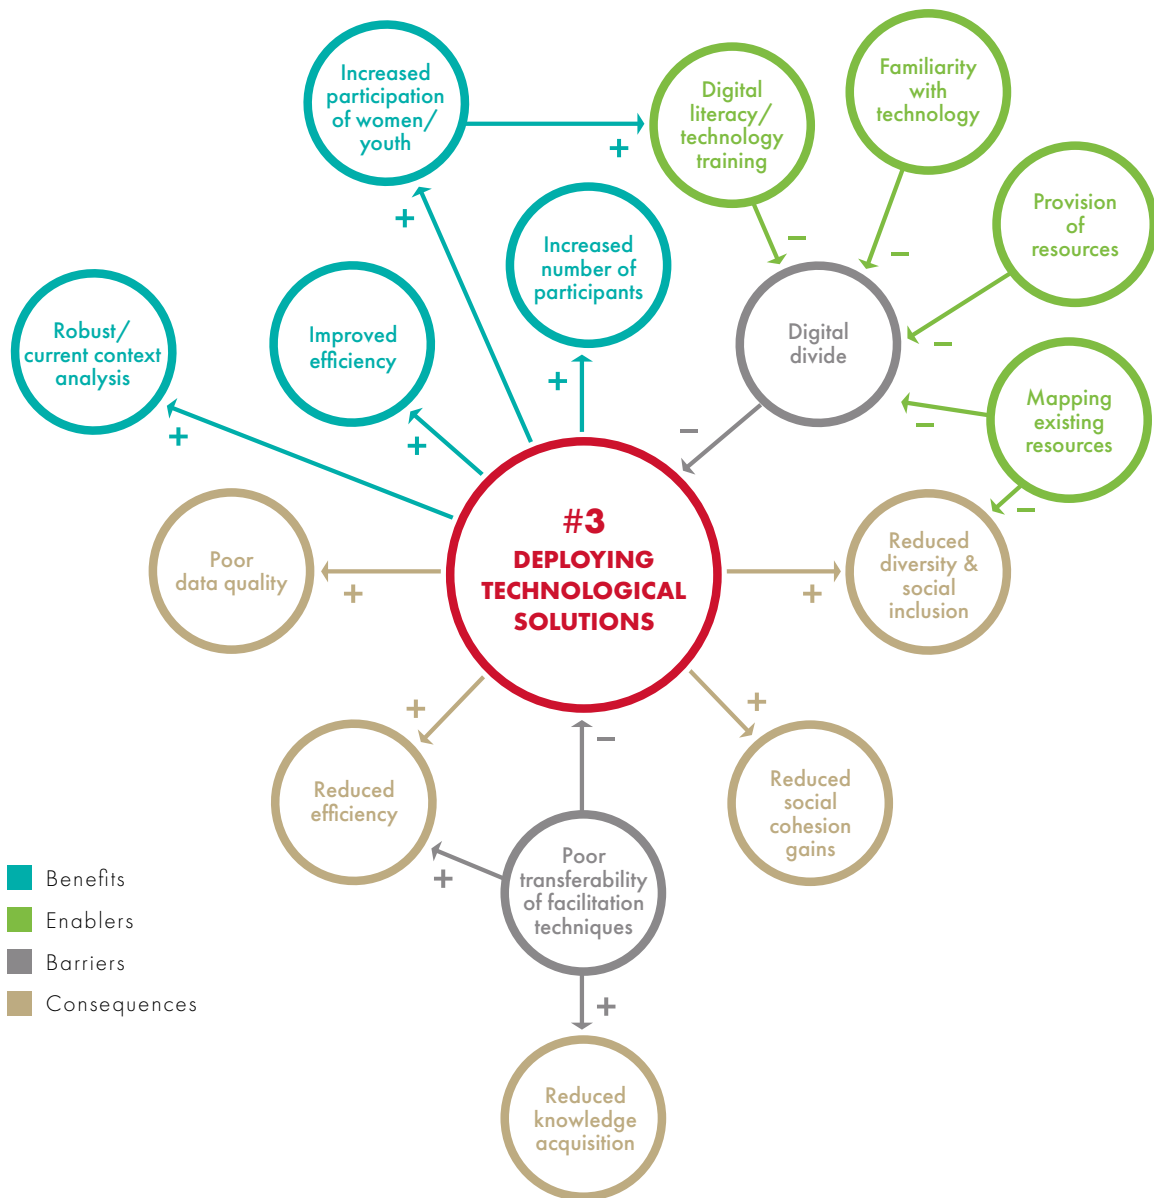 Increased
participation
of women/
youth
+
Digital
literacy/
technology
training
Familiarity
with
technology
Provision
of
resources
+
Increased
number of
participants
−
−
Robust/
current context
analysis
Improved
efficiency
Digital
divide
−
Mapping
existing
resources
+
+
+
−
−
−
#3
DEPLOYING
TECHNOLOGICAL
SOLUTIONS
Poor
data quality
+
Reduced
diversity &
social
inclusion
+
+
+
−
Reduced
efficiency
Reduced
social
cohesion
gains
Poor
transferability
of facilitation
techniques
+
+
Reduced
knowledge
acquisition
Benefits
Enablers
Barriers
Consequences